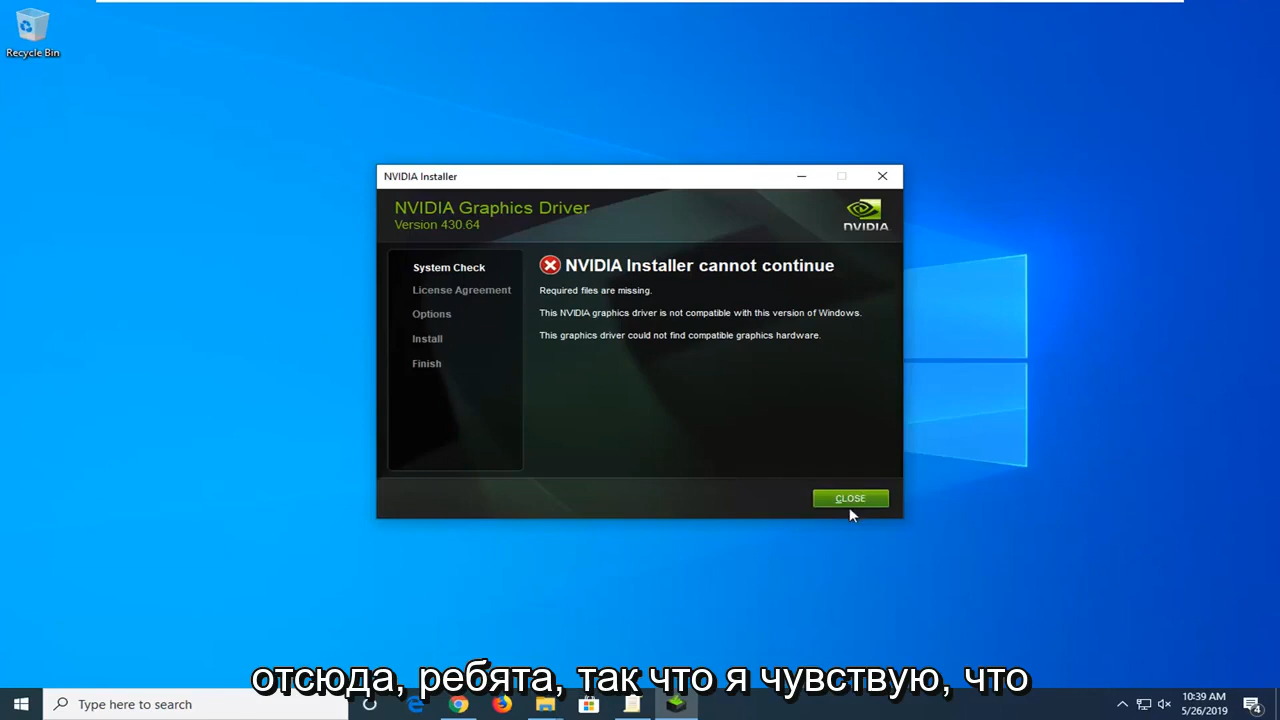 Recycle Bin
NVIDIA Installer
NVIDIA Graphics Driver
Version 430.64
NVIDIA
System Check
License Agreement
Options
Install
Finish
NVIDIA Installer cannot continue
Required files are missing.
This NVIDIA graphics driver is not compatible with this version of Windows.
This graphics driver could not find compatible graphics hardware.
CLOSE
отсюда, ребята, так что я чувствую, что
Type here to search
10:39 AM
5/26/2019
4